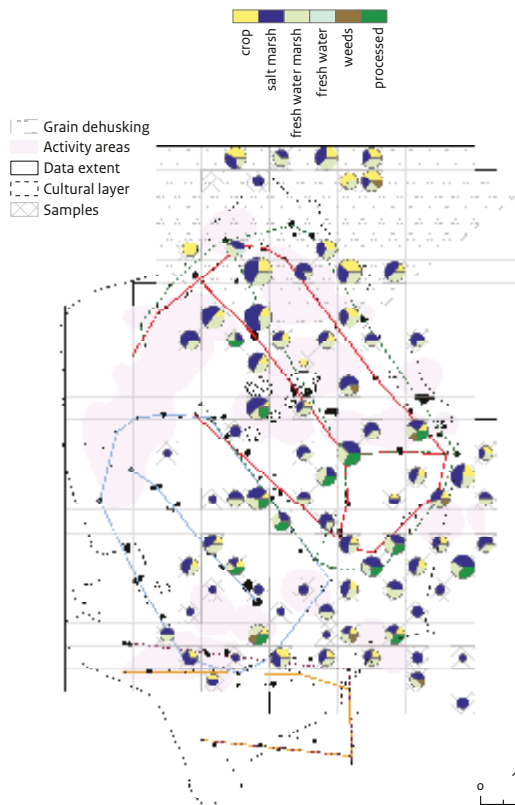 crop
salt marsh
fresh water marsh
fresh water
weeds
processed
Grain dehusking
Activity areas
Data extent
Cultural layer
Samples
0